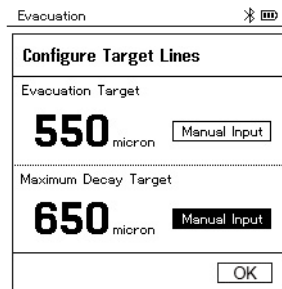 Evacuation
Configure Target Lines
Evacuation Target
550 micron Manual Input
Maximum Decay Target
650 micron Manual Input
OK